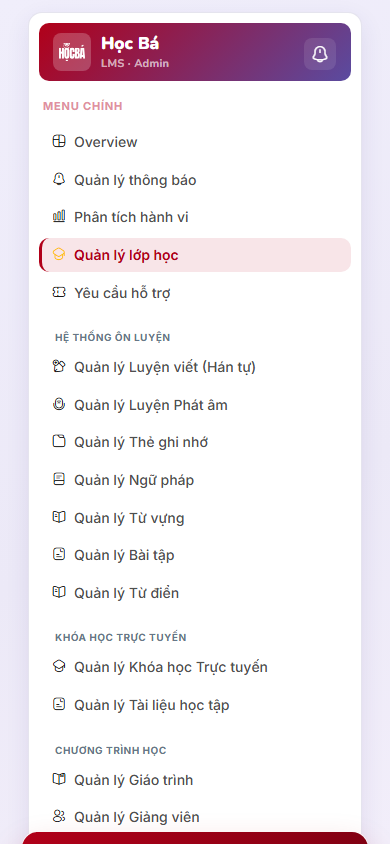 HỌCBÁ
Học Bá
LMS · Admin
MENU CHÍNH
Overview
Quản lý thông báo
Phân tích hành vi
Quản lý lớp học
Yêu cầu hỗ trợ
HỆ THỐNG ÔN LUYỆN
Quản lý Luyện viết (Hán tự)
Quản lý Luyện Phát âm
Quản lý Thẻ ghi nhớ
Quản lý Ngữ pháp
Quản lý Từ vựng
Quản lý Bài tập
Quản lý Từ điển
KHÓA HỌC TRỰC TUYẾN
Quản lý Khóa học Trực tuyến
Quản lý Tài liệu học tập
CHƯƠNG TRÌNH HỌC
Quản lý Giáo trình
Quản lý Giảng viên